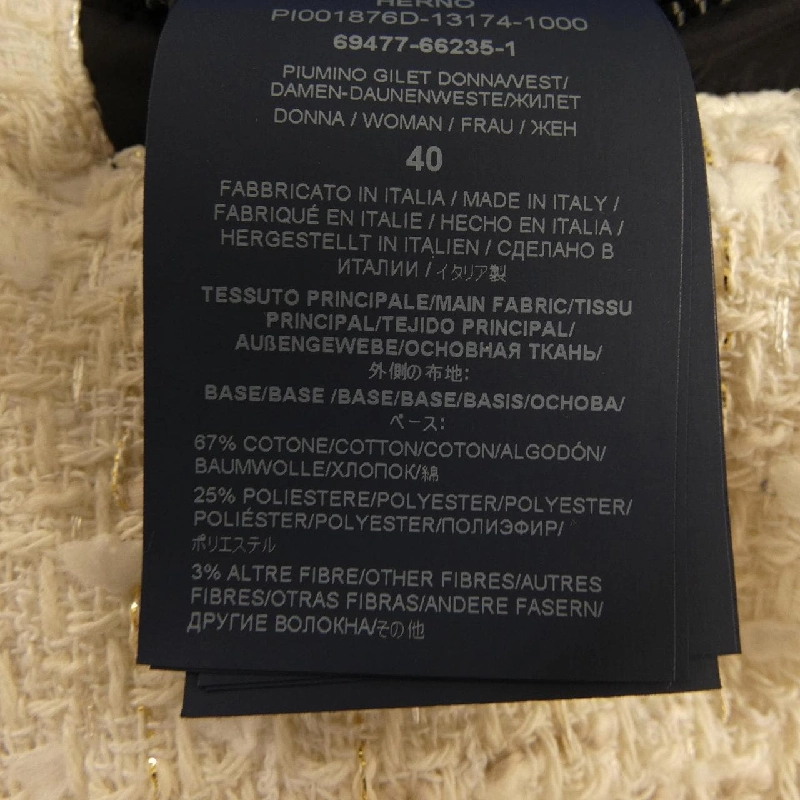 HERNO
PI001876D-13174-1000
69477-66235-1
PIUMINO GILET DONNA/VEST/
DAMEN-DAUNENWESTE/ЖИЛЕТ
DONNA / WOMAN / FRAU / ЖЕН
40
FABBRICATO IN ITALIA / MADE IN ITALY /
FABRIQUÉ EN ITALIE / HECHO EN ITALIA /
HERGESTELLT IN ITALIEN / СДЕЛАНО В
ИТАЛИИ / イタリア製
TESSUTO PRINCIPALE/MAIN FABRIC/TISSU
PRINCIPAL/TEJIDO PRINCIPAL/
AUßENGEWEBE/ОСНОВНАЯ ТКАНЬ/
外側の布地:
BASE/BASE /BASE/BASE/BASIS/ОСНОВА/
ベース:
67% COTONE/COTTON/COTON/ALGODÓN/
BAUMWOLLE/ХЛОПОК/綿
25% POLIESTERE/POLYESTER/POLYESTER/
POLIÉSTER/POLYESTER/ПОЛИЭФИР/
ポリエステル
3% ALTRE FIBRE/OTHER FIBRES/AUTRES
FIBRES/OTRAS FIBRAS/ANDERE FASERN/
ДРУГИЕ ВОЛОКНА/その他